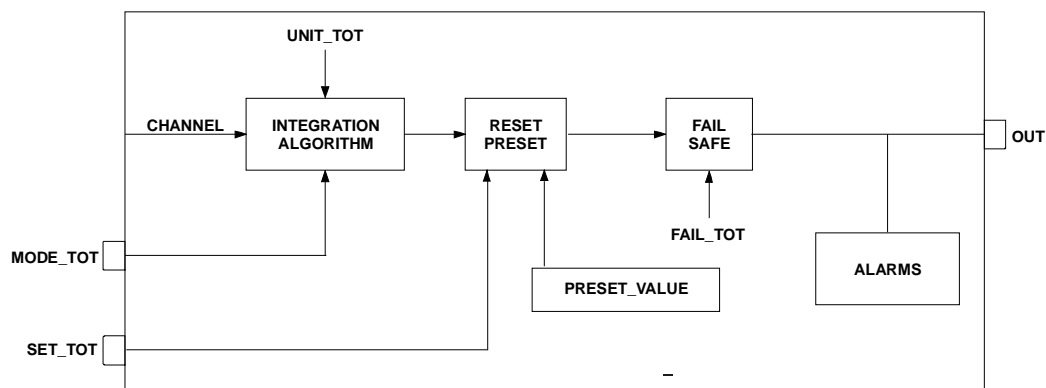 UNIT_TOT
CHANNEL
INTEGRATION
ALGORITHM
RESET
PRESET
FAIL
SAFE
OUT
MODE_TOT
FAIL_TOT
ALARMS
PRESET_VALUE
SET_TOT
_